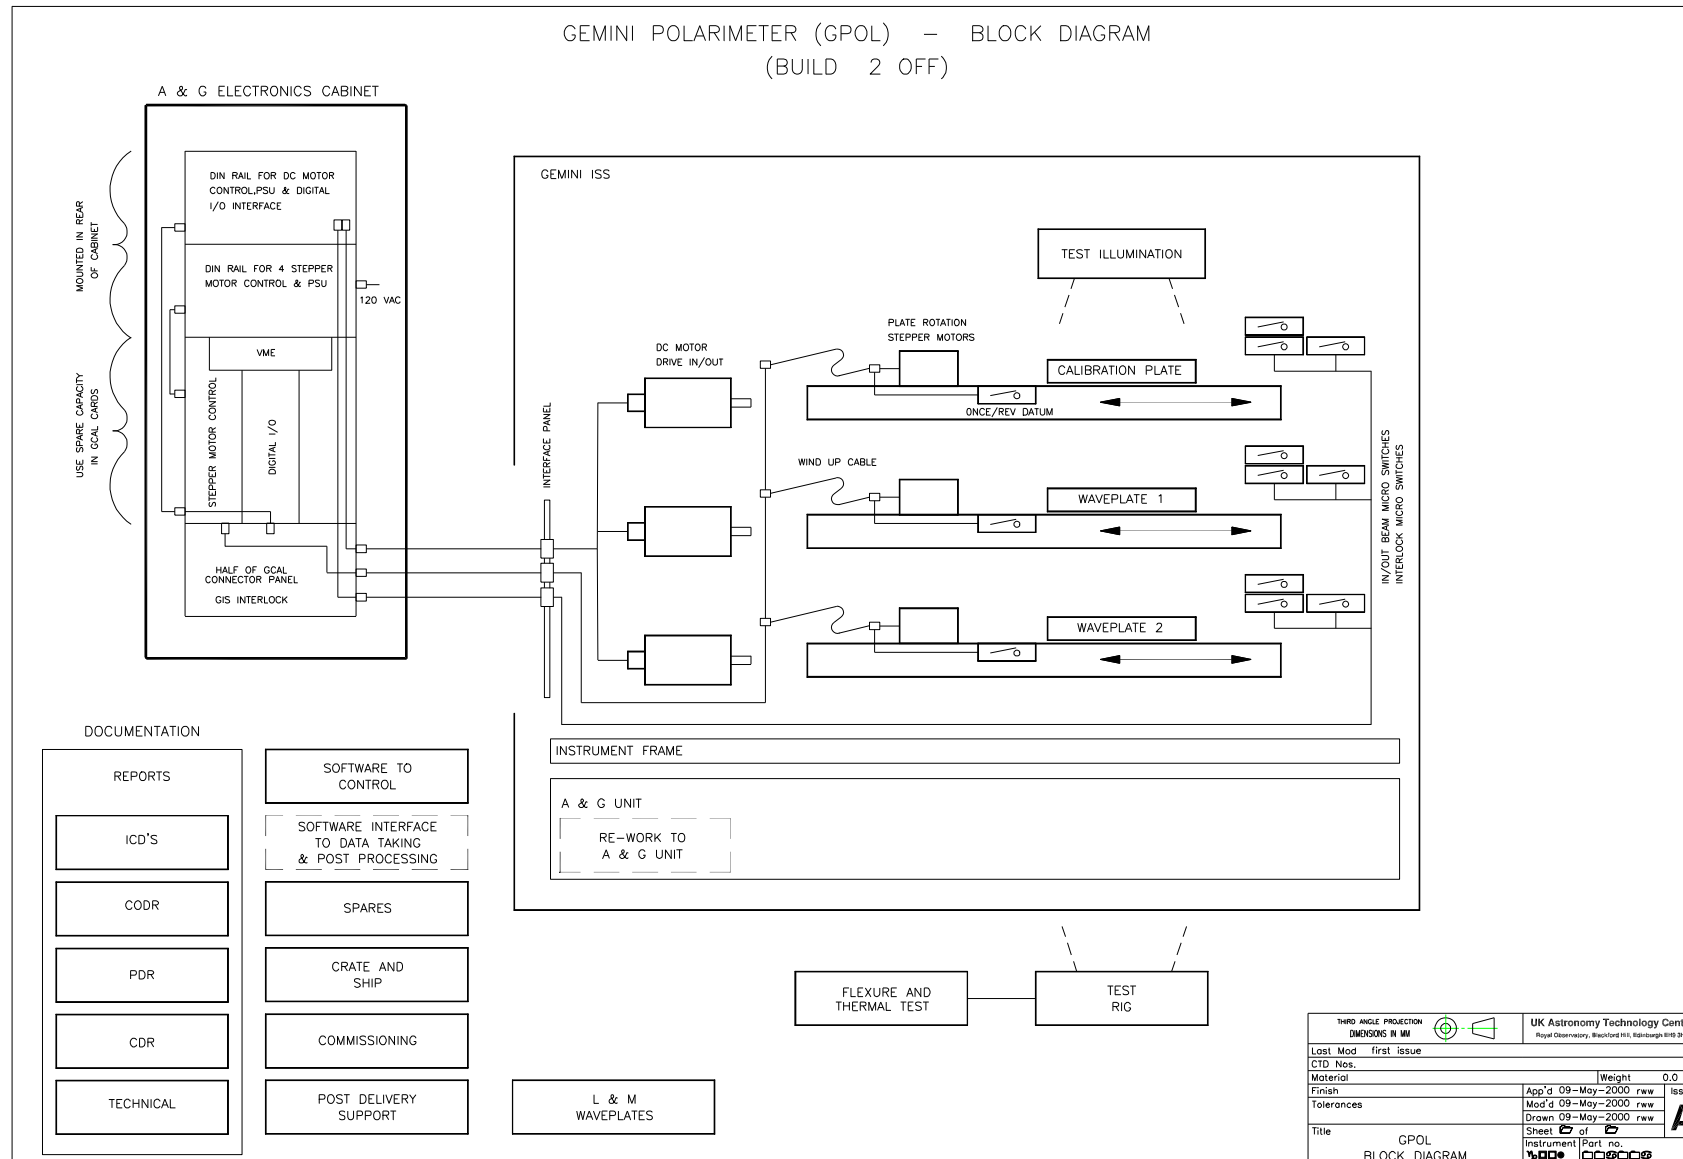 GEMINI POLARIMETER (GPOL) – BLOCK DIAGRAM
(BUILD 2 OFF)
A & G ELECTRONICS CABINET
MOUNTED IN REAR
OF CABINET
USE SPARE CAPACITY
IN GCAL CARDS
DIN RAIL FOR DC MOTOR
CONTROL,PSU & DIGITAL
I/O INTERFACE
DIN RAIL FOR 4 STEPPER
MOTOR CONTROL & PSU
120 VAC
VME
STEPPER MOTOR CONTROL
DIGITAL I/O
HALF OF GCAL
CONNECTOR PANEL
GIS INTERLOCK
GEMINI ISS
INTERFACE PANEL
TEST ILLUMINATION
DC MOTOR
DRIVE IN/OUT
PLATE ROTATION
STEPPER MOTORS
CALIBRATION PLATE
ONCE/REV DATUM
WIND UP CABLE
WAVEPLATE 1
WAVEPLATE 2
IN/OUT BEAM MICRO SWITCHES
INTERLOCK MICRO SWITCHES
INSTRUMENT FRAME
A & G UNIT
RE–WORK TO
A & G UNIT
DOCUMENTATION
REPORTS
ICD'S
CODR
PDR
CDR
TECHNICAL
SOFTWARE TO
CONTROL
SOFTWARE INTERFACE
TO DATA TAKING
& POST PROCESSING
SPARES
CRATE AND
SHIP
COMMISSIONING
POST DELIVERY
SUPPORT
L & M
WAVEPLATES
FLEXURE AND
THERMAL TEST
TEST
RIG
THIRD ANGLE PROJECTION
DIMENSIONS IN MM
UK Astronomy Technology Cent
Royal Observatory, Blackford Hill, Edinburgh EH9 3H
Last Mod first issue
CTD Nos.
Material
Weight 0.0
Finish
App'd 09–May–2000 rww
Iss
Tolerances
Mod'd 09–May–2000 rww
Drawn 09–May–2000 rww
A
Title
Sheet of
GPOL
BLOCK DIAGRAM
Instrument
Part no.